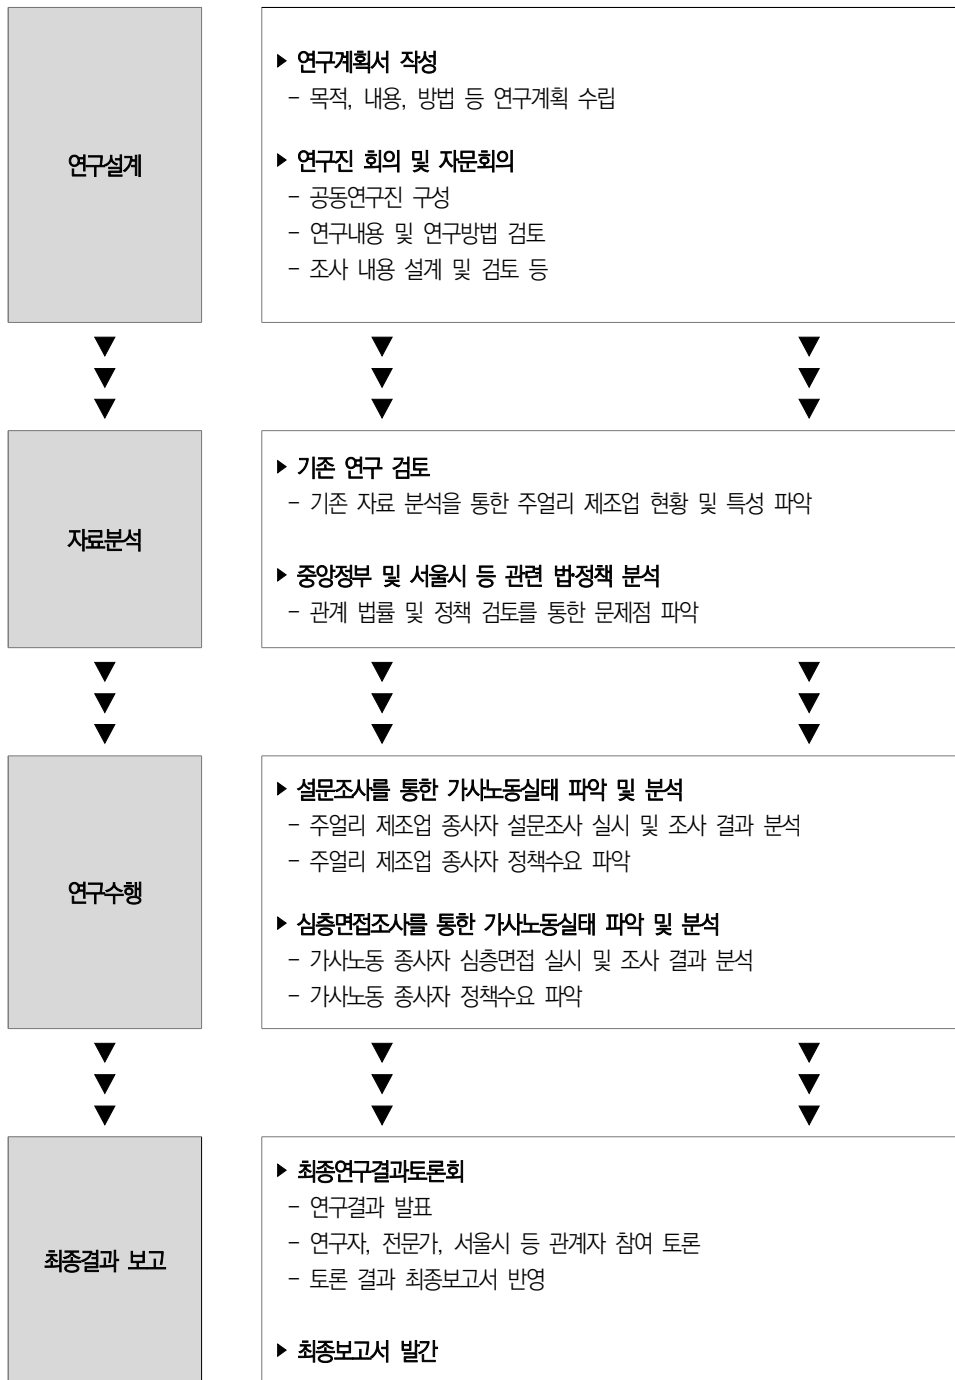 연구설계
▶ 연구계획서 작성
- 목적, 내용, 방법 등 연구계획 수립
▶ 연구진 회의 및 자문회의
- 공동연구진 구성
- 연구내용 및 연구방법 검토
- 조사 내용 설계 및 검토 등
▼ ▼ ▼
▼ ▼ ▼
▼ ▼ ▼
자료분석
▶ 기존 연구 검토
- 기존 자료 분석을 통한 주얼리 제조업 현황 및 특성 파악
▶ 중앙정부 및 서울시 등 관련 법·정책 분석
- 관계 법률 및 정책 검토를 통한 문제점 파악
▼ ▼ ▼
▼ ▼ ▼
▼ ▼ ▼
연구수행
▶ 설문조사를 통한 가사노동실태 파악 및 분석
- 주얼리 제조업 종사자 설문조사 실시 및 조사 결과 분석
- 주얼리 제조업 종사자 정책수요 파악
▶ 심층면접조사를 통한 가사노동실태 파악 및 분석
- 가사노동 종사자 심층면접 실시 및 조사 결과 분석
- 가사노동 종사자 정책수요 파악
▼ ▼ ▼
▼ ▼ ▼
▼ ▼ ▼
최종결과 보고
▶ 최종연구결과토론회
- 연구결과 발표
- 연구자, 전문가, 서울시 등 관계자 참여 토론
- 토론 결과 최종보고서 반영
▶ 최종보고서 발간